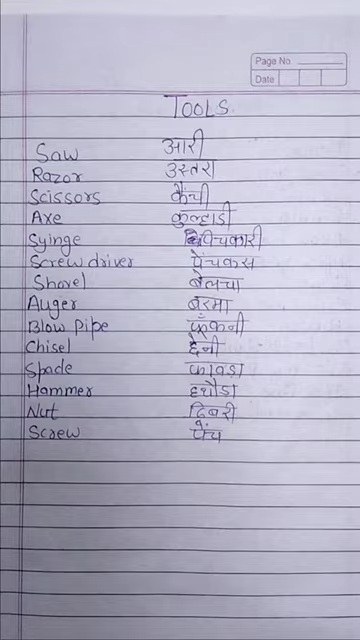 Page No
Date
TOOLS
Saw आरी
Razor उस्तरा
Scissors कैंची
Axe कुल्हाडी
Syinge पिचकारी
Screw driver पेंचकस
Shovel बेलचा
Auger बरमा
Blow Pipe फूँकनी
Chisel छेनी
Spade फावड़ा
Hammer हथौडा
Nut ढिबरी
Screw पेंच